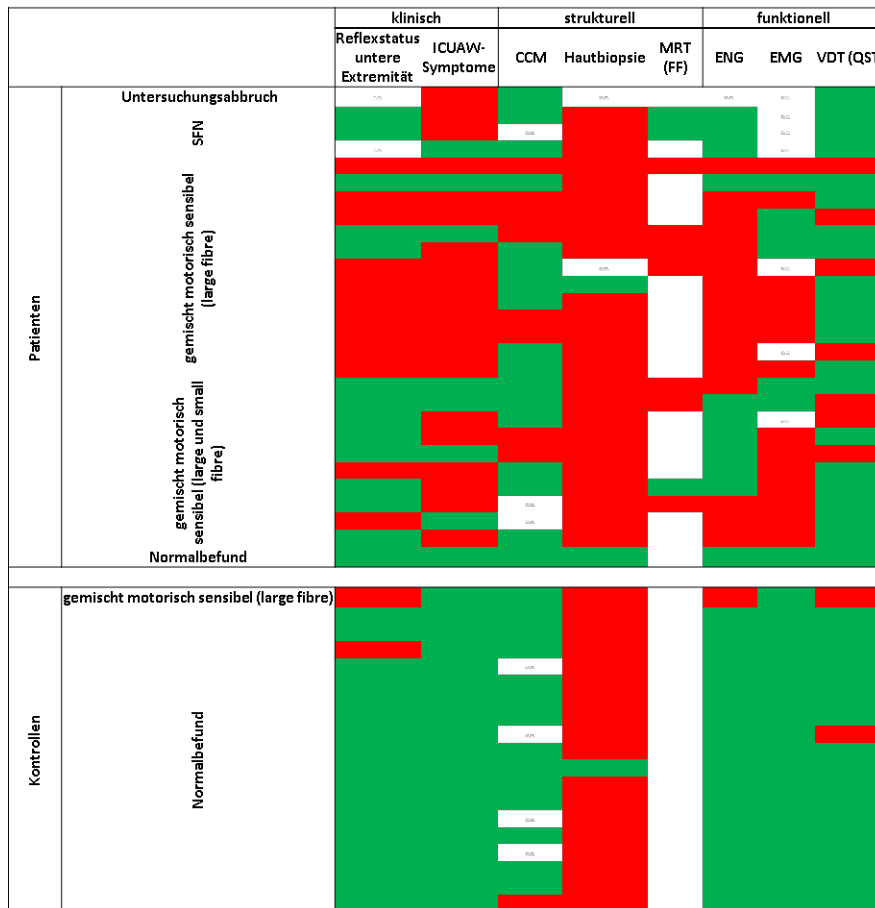 klinisch strukturell funktionell
Reflexstatus untere Extremität ICUAW-Symptome CCM Hautbiopsie MRT (FF) ENG EMG VDT (QST)
Patienten
Untersuchungsabbruch
SFN
gemischt motorisch sensibel (large fibre)
gemischt motorisch sensibel (large und small fibre)
Normalbefund
Kontrollen
gemischt motorisch sensibel (large fibre)
Normalbefund